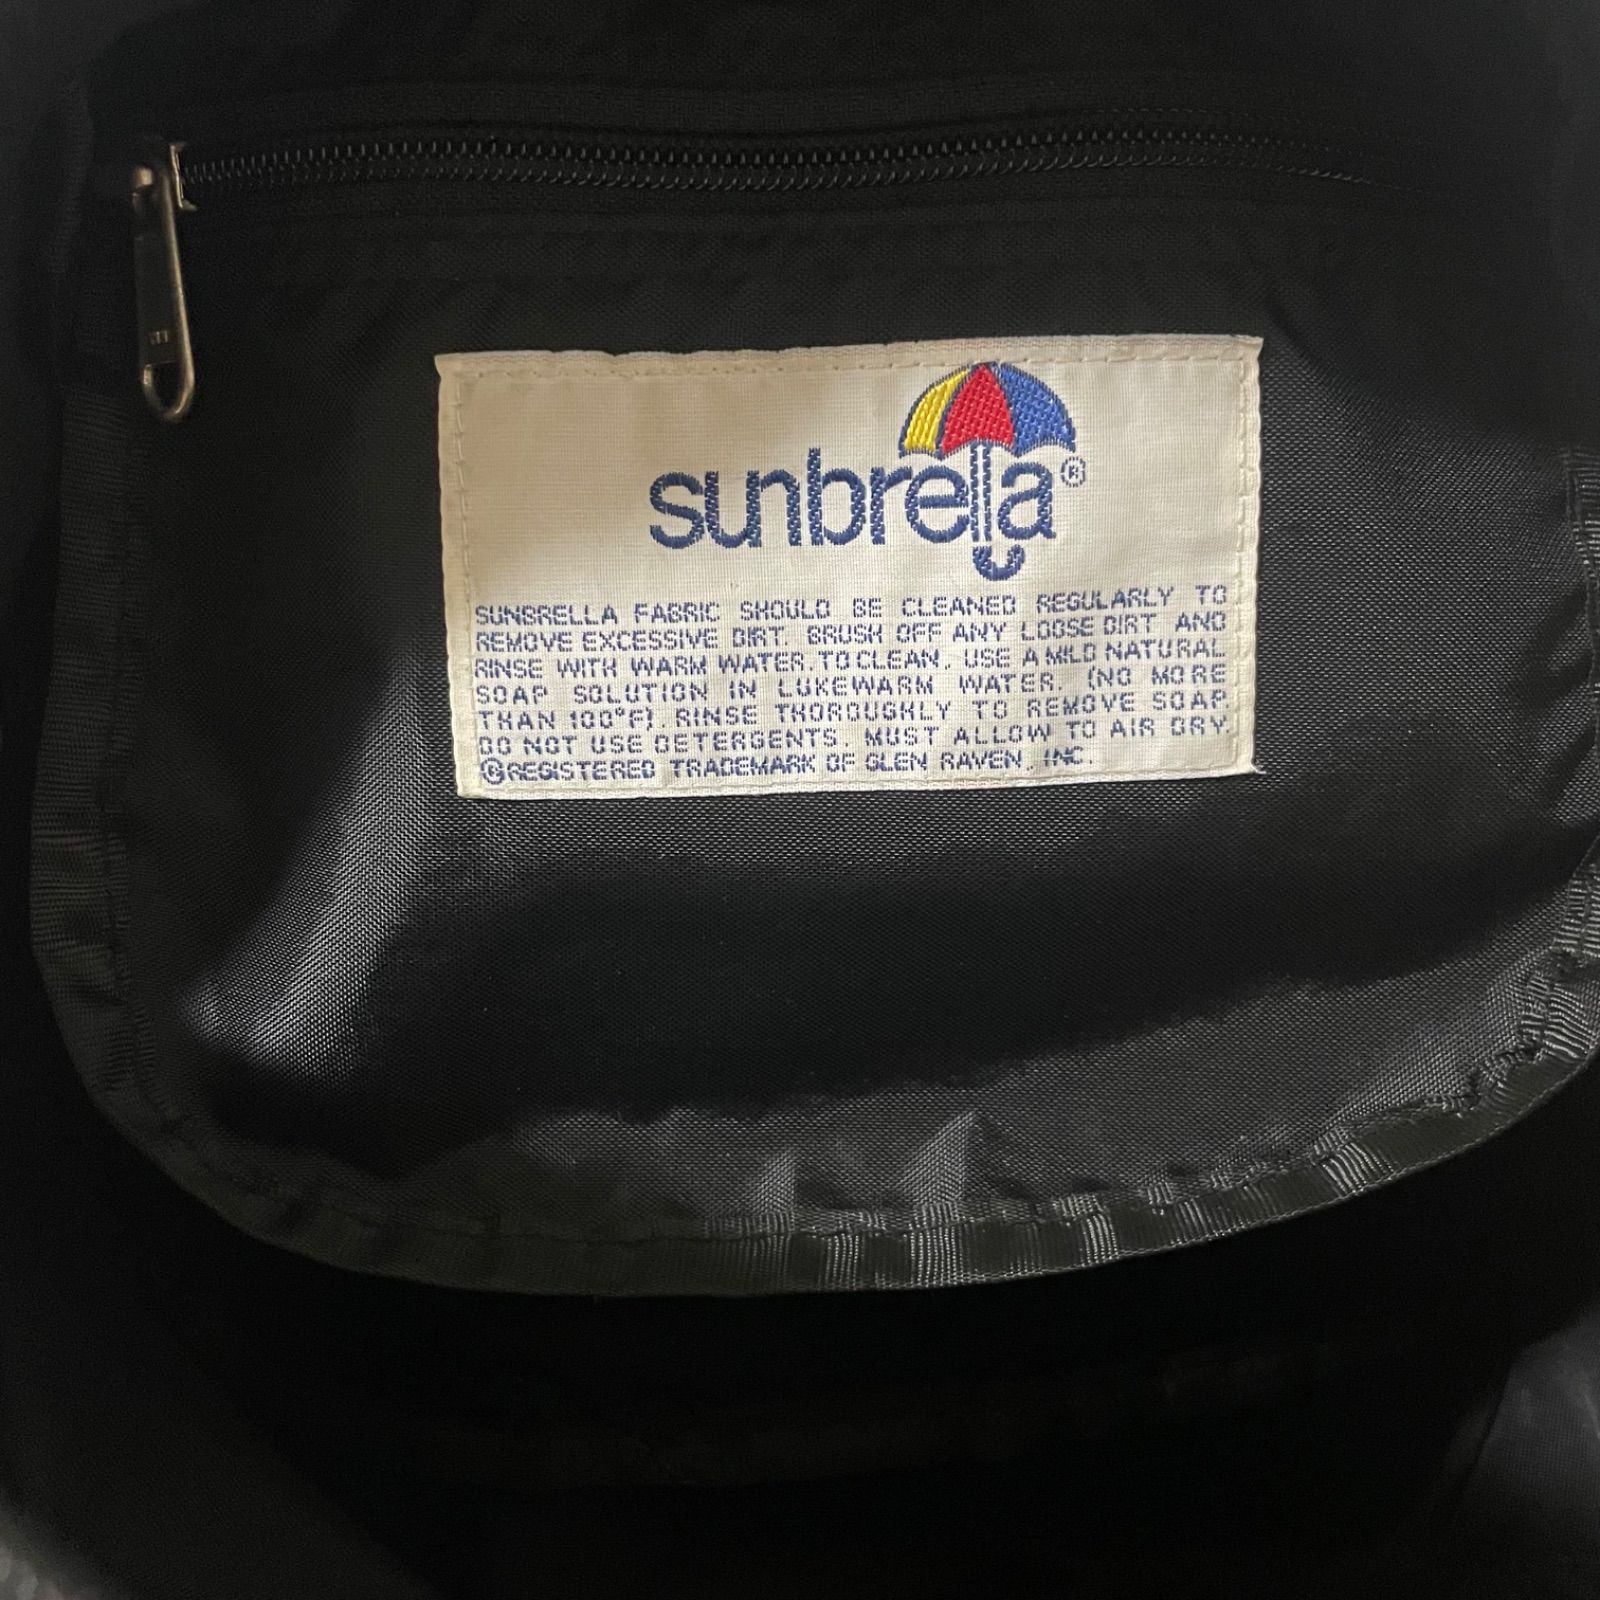 sunbrella®
SUNBRELLA FABRIC SHOULD BE CLEANED REGULARLY TO
REMOVE EXCESSIVE DIRT. BRUSH OFF ANY LOOSE DIRT AND
RINSE WITH WARM WATER. TO CLEAN, USE A MILD NATURAL
SOAP SOLUTION IN LUKEWARM WATER. (NO MORE
THAN 100°F). RINSE THOROUGHLY TO REMOVE SOAP
DO NOT USE DETERGENTS. MUST ALLOW TO AIR DRY.
®REGISTERED TRADEMARK OF GLEN RAVEN, INC.